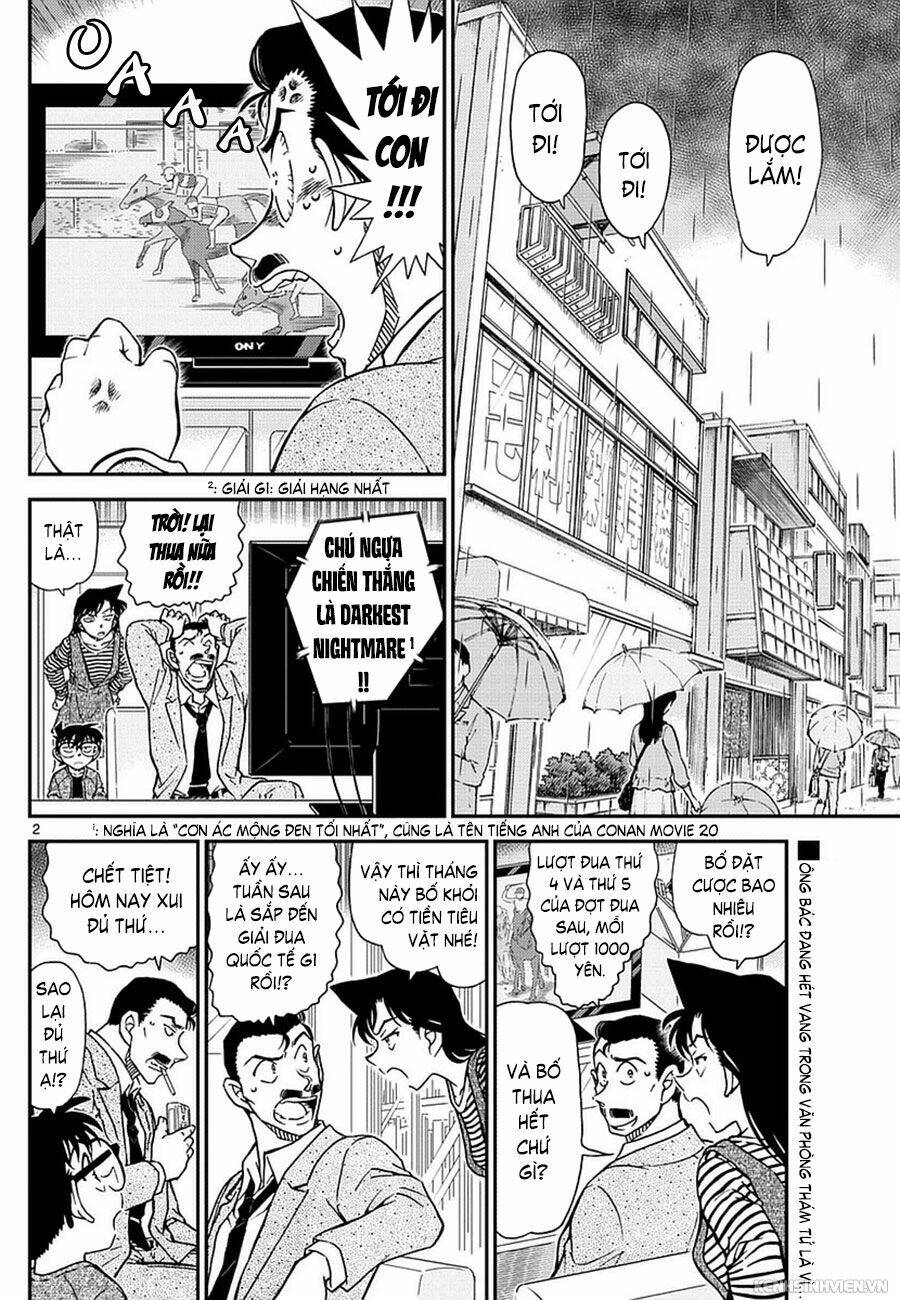 ĐƯỢC
LẮM!
TỚI
ĐI!
TỚI
ĐI!
TỚI ĐI
CON
!!!
O
A
A
A
A
ONY
²: GIẢI G1: GIẢI HẠNG NHẤT
CHÚ NGỰA
CHIẾN THẮNG
LÀ DARKEST
NIGHTMARE ¹
!!
TRỜI! LẠI
THUA NỮA
RỒI!!
THẬT
LÀ...
2
¹: NGHĨA LÀ "CƠN ÁC MỘNG ĐEN TỐI NHẤT", CŨNG LÀ TÊN TIẾNG ANH CỦA CONAN MOVIE 20
ÔNG BÁC ĐANG HÉT VANG TRONG VĂN PHÒNG THÁM TỬ LÀ VÌ...
BỐ ĐẶT
CƯỢC BAO
NHIÊU
RỒI!?
LƯỢT ĐUA THỨ
4 VÀ THỨ 5
CỦA ĐỢT ĐUA
SAU, MỖI
LƯỢT 1000
YÊN.
VÀ BỐ
THUA HẾT
CHỨ
GÌ?
VẬY THÌ THÁNG
NÀY BỐ KHỎI
CÓ TIỀN TIÊU
VẶT NHÉ!
ẤY ẤY...
TUẦN SAU
LÀ SẮP ĐẾN
GIẢI ĐUA
QUỐC TẾ G1
RỒI!?
CHẾT TIỆT!
HÔM NAY XUI
ĐỦ THỨ...
SAO
LẠI
ĐỦ
THỨ
Ạ!?
KENHSINHVIEN.VN